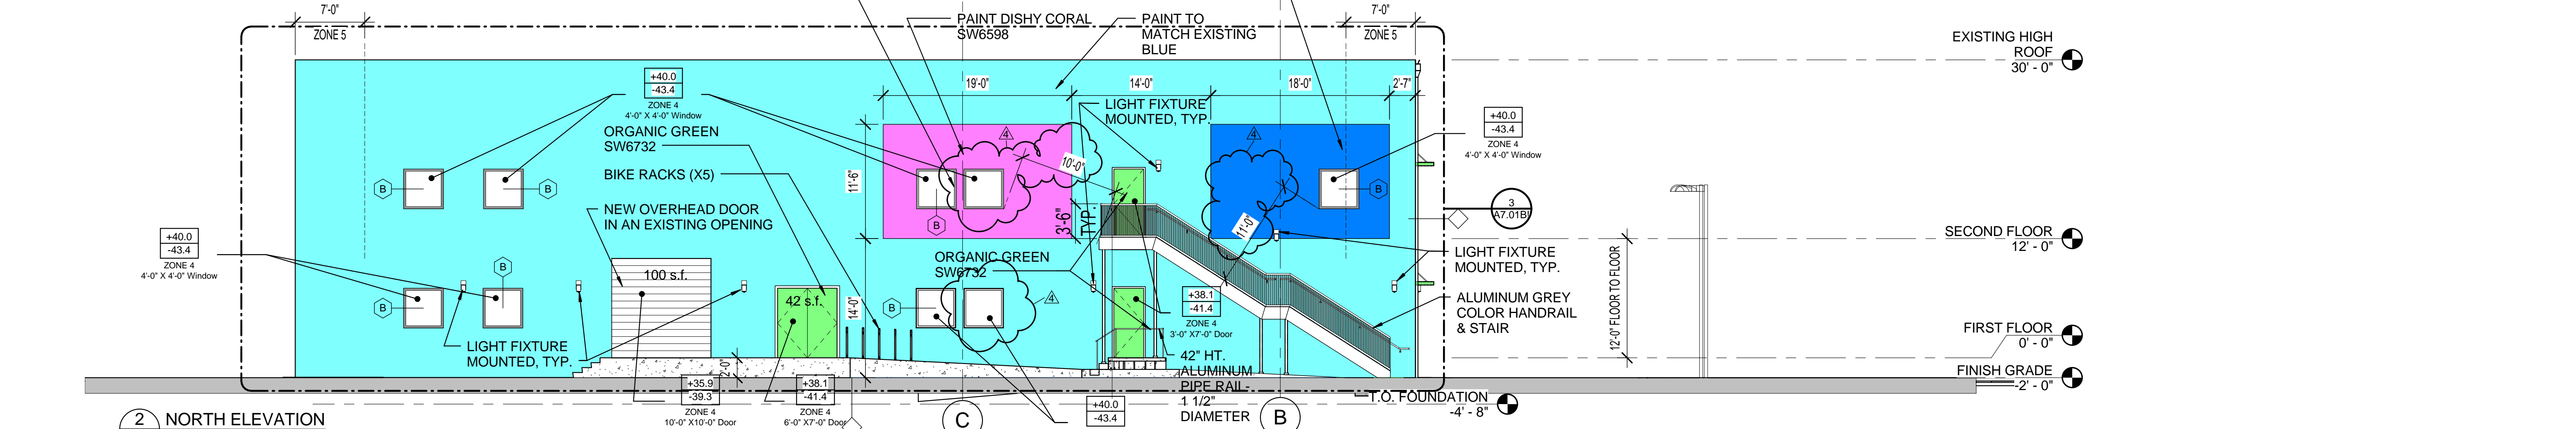 7'-0"
ZONE 5
PAINT DISHY CORAL
SW6598
PAINT TO
MATCH EXISTING
BLUE
7'-0"
ZONE 5
EXISTING HIGH
ROOF
30' - 0"
+40.0
-43.4
ZONE 4
4'-0" X 4'-0" Window
19'-0"
14'-0"
18'-0"
2'-7"
LIGHT FIXTURE
MOUNTED, TYP.
+40.0
-43.4
ZONE 4
4'-0" X 4'-0" Window
ORGANIC GREEN
SW6732
BIKE RACKS (X5)
NEW OVERHEAD DOOR
IN AN EXISTING OPENING
4
4
10'-0"
11'-6"
3'-6"
TYP.
11'-0"
B
B
B
B
3
A7.01B1
+40.0
-43.4
ZONE 4
4'-0" X 4'-0" Window
SECOND FLOOR
12' - 0"
ORGANIC GREEN
SW6732
LIGHT FIXTURE
MOUNTED, TYP.
B
B
B
100 s.f.
42 s.f.
14'-0"
4
+38.1
-41.4
ZONE 4
3'-0" X7'-0" Door
ALUMINUM GREY
COLOR HANDRAIL
& STAIR
12'-0" FLOOR TO FLOOR
FIRST FLOOR
0' - 0"
LIGHT FIXTURE
MOUNTED, TYP.
2'-0"
42" HT.
ALUMINUM
PIPE RAIL-
1 1/2"
DIAMETER
FINISH GRADE
-2' - 0"
+35.9
-39.3
ZONE 4
10'-0" X10'-0" Door
+38.1
-41.4
ZONE 4
6'-0" X7'-0" Door
+40.0
-43.4
T.O. FOUNDATION
-4' - 8"
C
B
2
NORTH ELEVATION